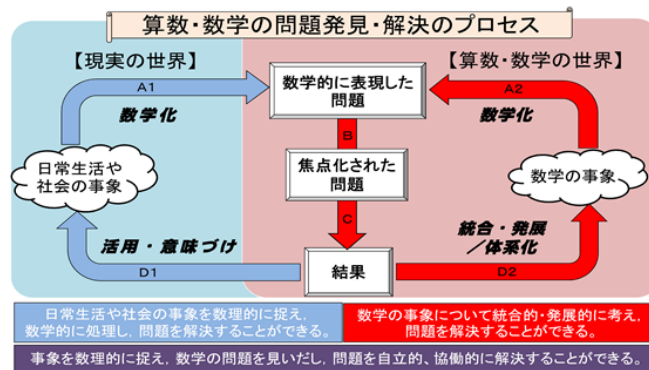 算数・数学の問題発見・解決のプロセス
【現実の世界】
【算数・数学の世界】
A1
数学的に表現した
問題
A2
数学化
数学化
B
日常生活や
社会の事象
焦点化された
問題
数学の事象
C
活用・意味づけ
統合・発展
／体系化
結果
D1
D2
日常生活や社会の事象を数理的に捉え，
数学的に処理し，問題を解決することができる。
数学の事象について統合的・発展的に考え，
問題を解決することができる。
事象を数理的に捉え，数学の問題を見いだし，問題を自立的、協働的に解決することができる。